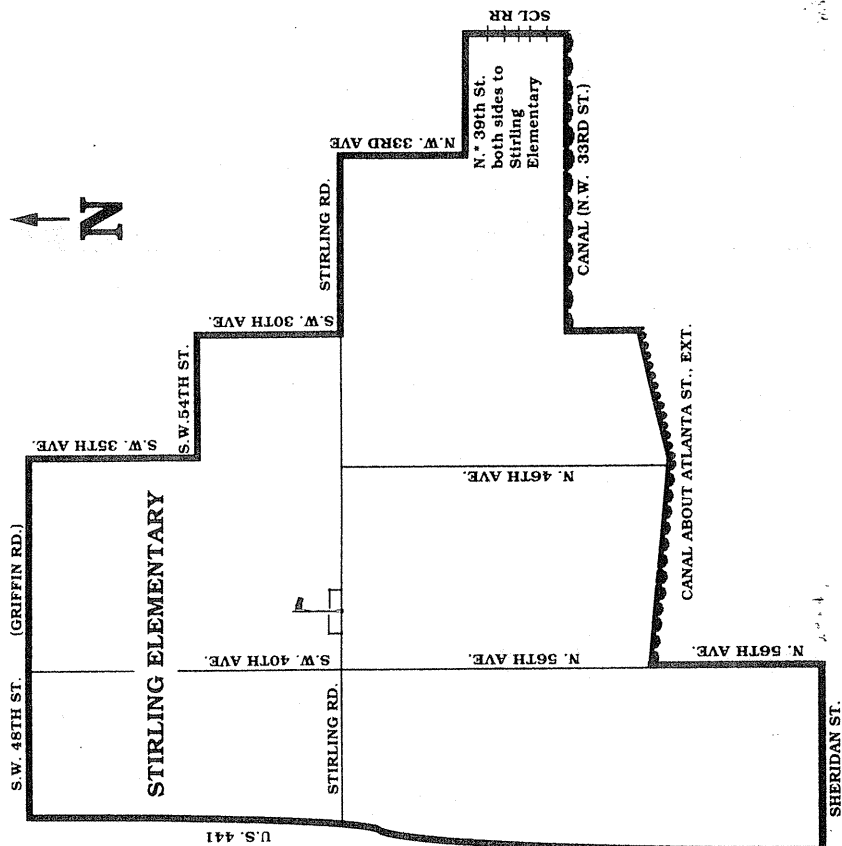 SCL RR
N.* 39th St.
both sides to
Stirling
Elementary
N.W. 33RD AVE
CANAL (N.W. 33RD ST.)
N
STIRLING RD.
S.W. 30TH AVE.
S.W. 54TH ST.
S.W. 35TH AVE.
(GRIFFIN RD.)
S.W. 48TH ST.
STIRLING ELEMENTARY
N. 46TH AVE.
CANAL ABOUT ATLANTA ST., EXT.
S.W. 40TH AVE.
N. 56TH AVE.
N. 56TH AVE.
STIRLING RD.
U.S. 441
SHERIDAN ST.